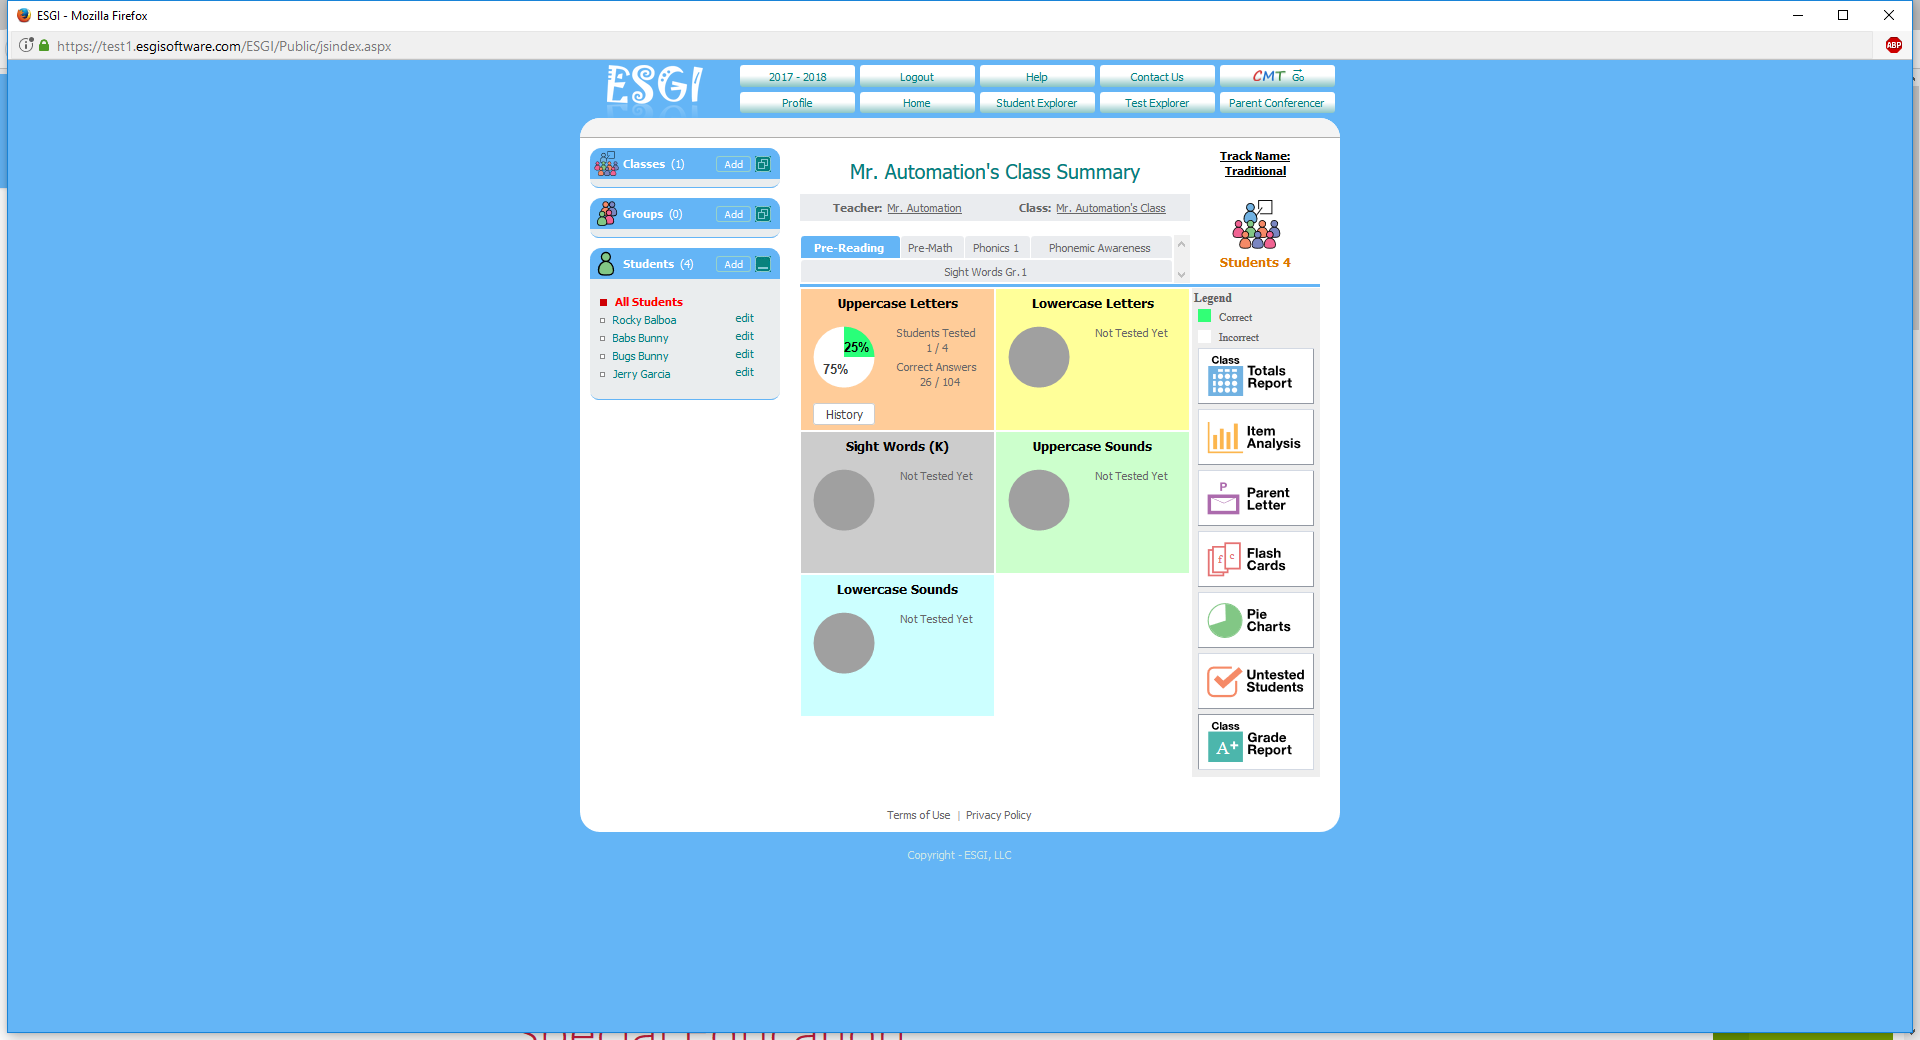 ESGI - Mozilla Firefox
https://test1.esgisoftware.com/ESGI/Public/jsindex.aspx
ABP
ESGI
2017 - 2018
Logout
Help
Contact Us
CMT Go
Profile
Home
Student Explorer
Test Explorer
Parent Conferencer
Classes (1)
Add
Groups (0)
Add
Students (4)
Add
All Students
Rocky Balboa edit
Babs Bunny edit
Bugs Bunny edit
Jerry Garcia edit
Mr. Automation's Class Summary
Teacher: Mr. Automation
Class: Mr. Automation's Class
Track Name:
Traditional
Students 4
Pre-Reading
Pre-Math
Phonics 1
Phonemic Awareness
Sight Words Gr.1
Uppercase Letters
25%
75%
Students Tested
1 / 4
Correct Answers
26 / 104
History
Lowercase Letters
Not Tested Yet
Sight Words (K)
Not Tested Yet
Uppercase Sounds
Not Tested Yet
Lowercase Sounds
Not Tested Yet
Legend
Correct
Incorrect
Class
Totals
Report
Item
Analysis
P
Parent
Letter
f c
Flash
Cards
Pie
Charts
Untested
Students
Class
A+
Grade
Report
Terms of Use | Privacy Policy
Copyright - ESGI, LLC
Special Education